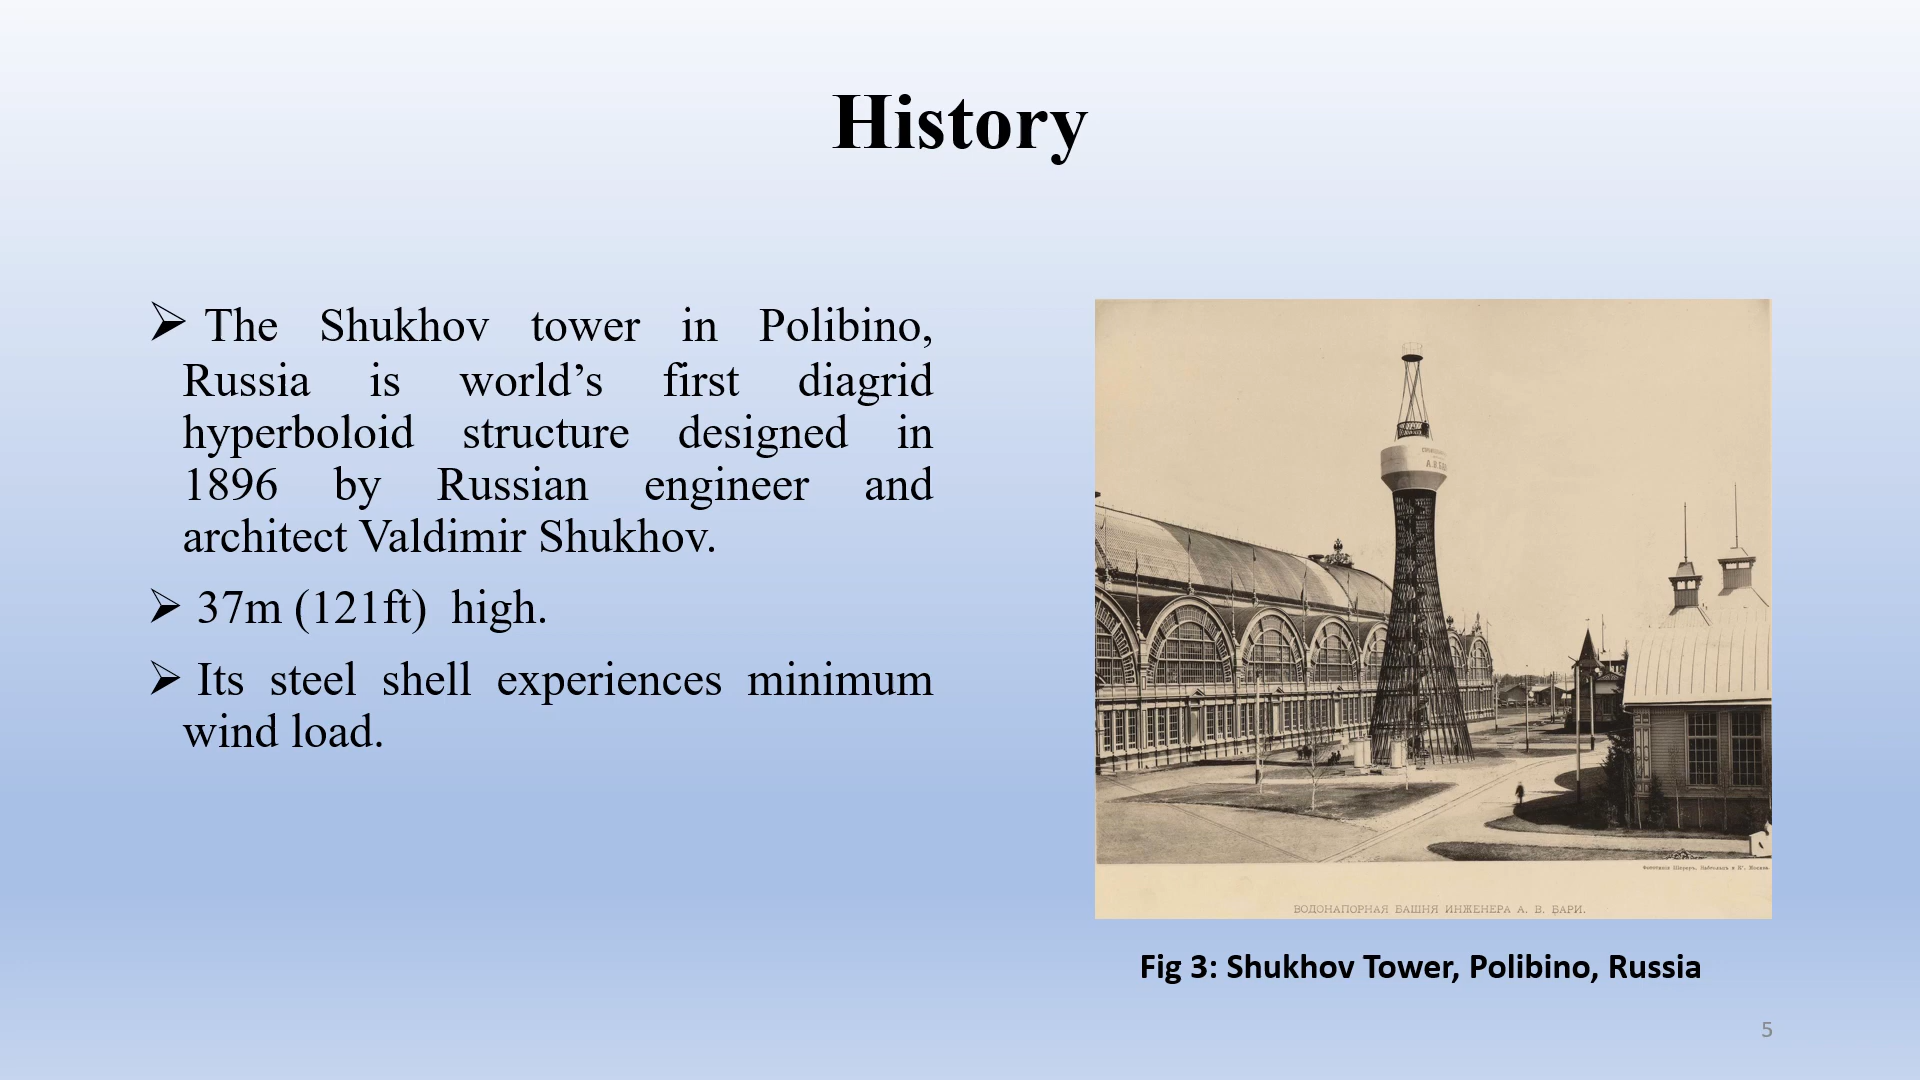 History
➢ The Shukhov tower in Polibino,
Russia is world’s first diagrid
hyperboloid structure designed in
1896 by Russian engineer and
architect Valdimir Shukhov.
➢ 37m (121ft)  high.
➢ Its steel shell experiences minimum
wind load.
ВОДОНАПОРНАЯ БАШНЯ ИНЖЕНЕРА А. В. БАРИ.
Fig 3: Shukhov Tower, Polibino, Russia
5